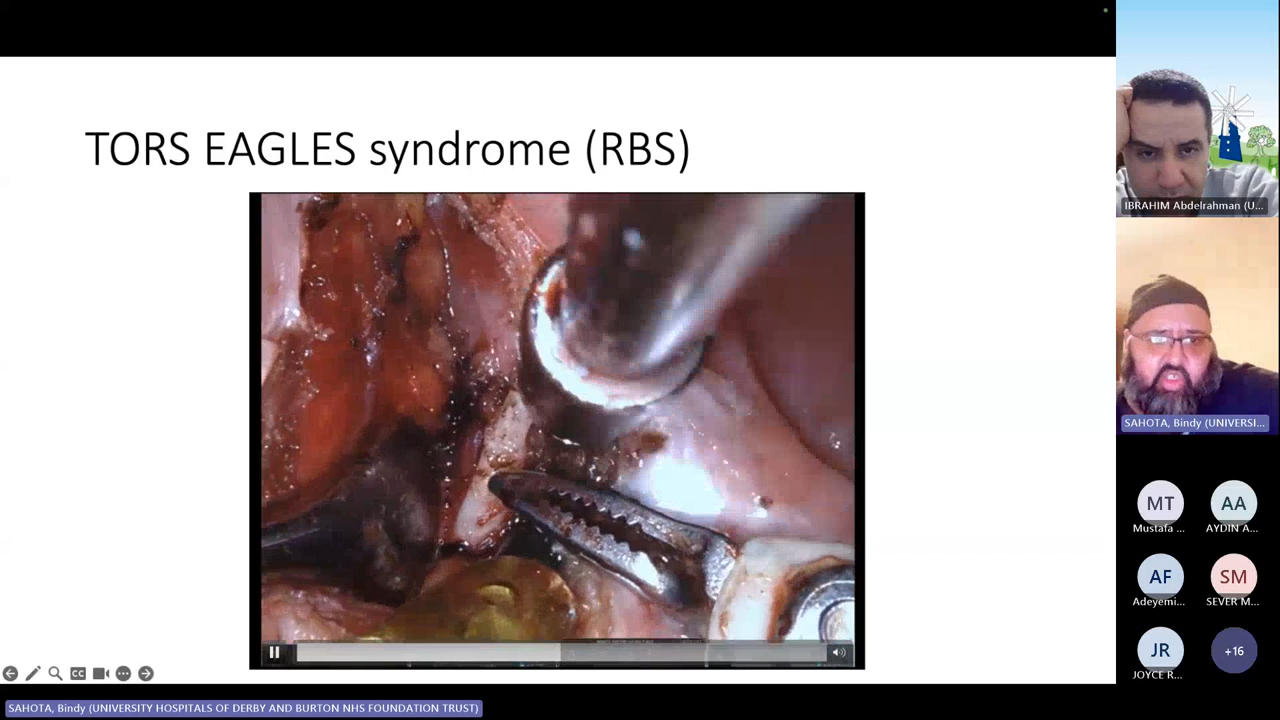 TORS EAGLES syndrome (RBS)
IBRAHIM Abdelrahman (U...
SAHOTA, Bindy (UNIVERSI...
MT
AA
Mustafa ...
AYDIN A...
AF
SM
Adeyemi...
SEVER M...
JR
+16
JOYCE R...
CC
SAHOTA, Bindy (UNIVERSITY HOSPITALS OF DERBY AND BURTON NHS FOUNDATION TRUST)